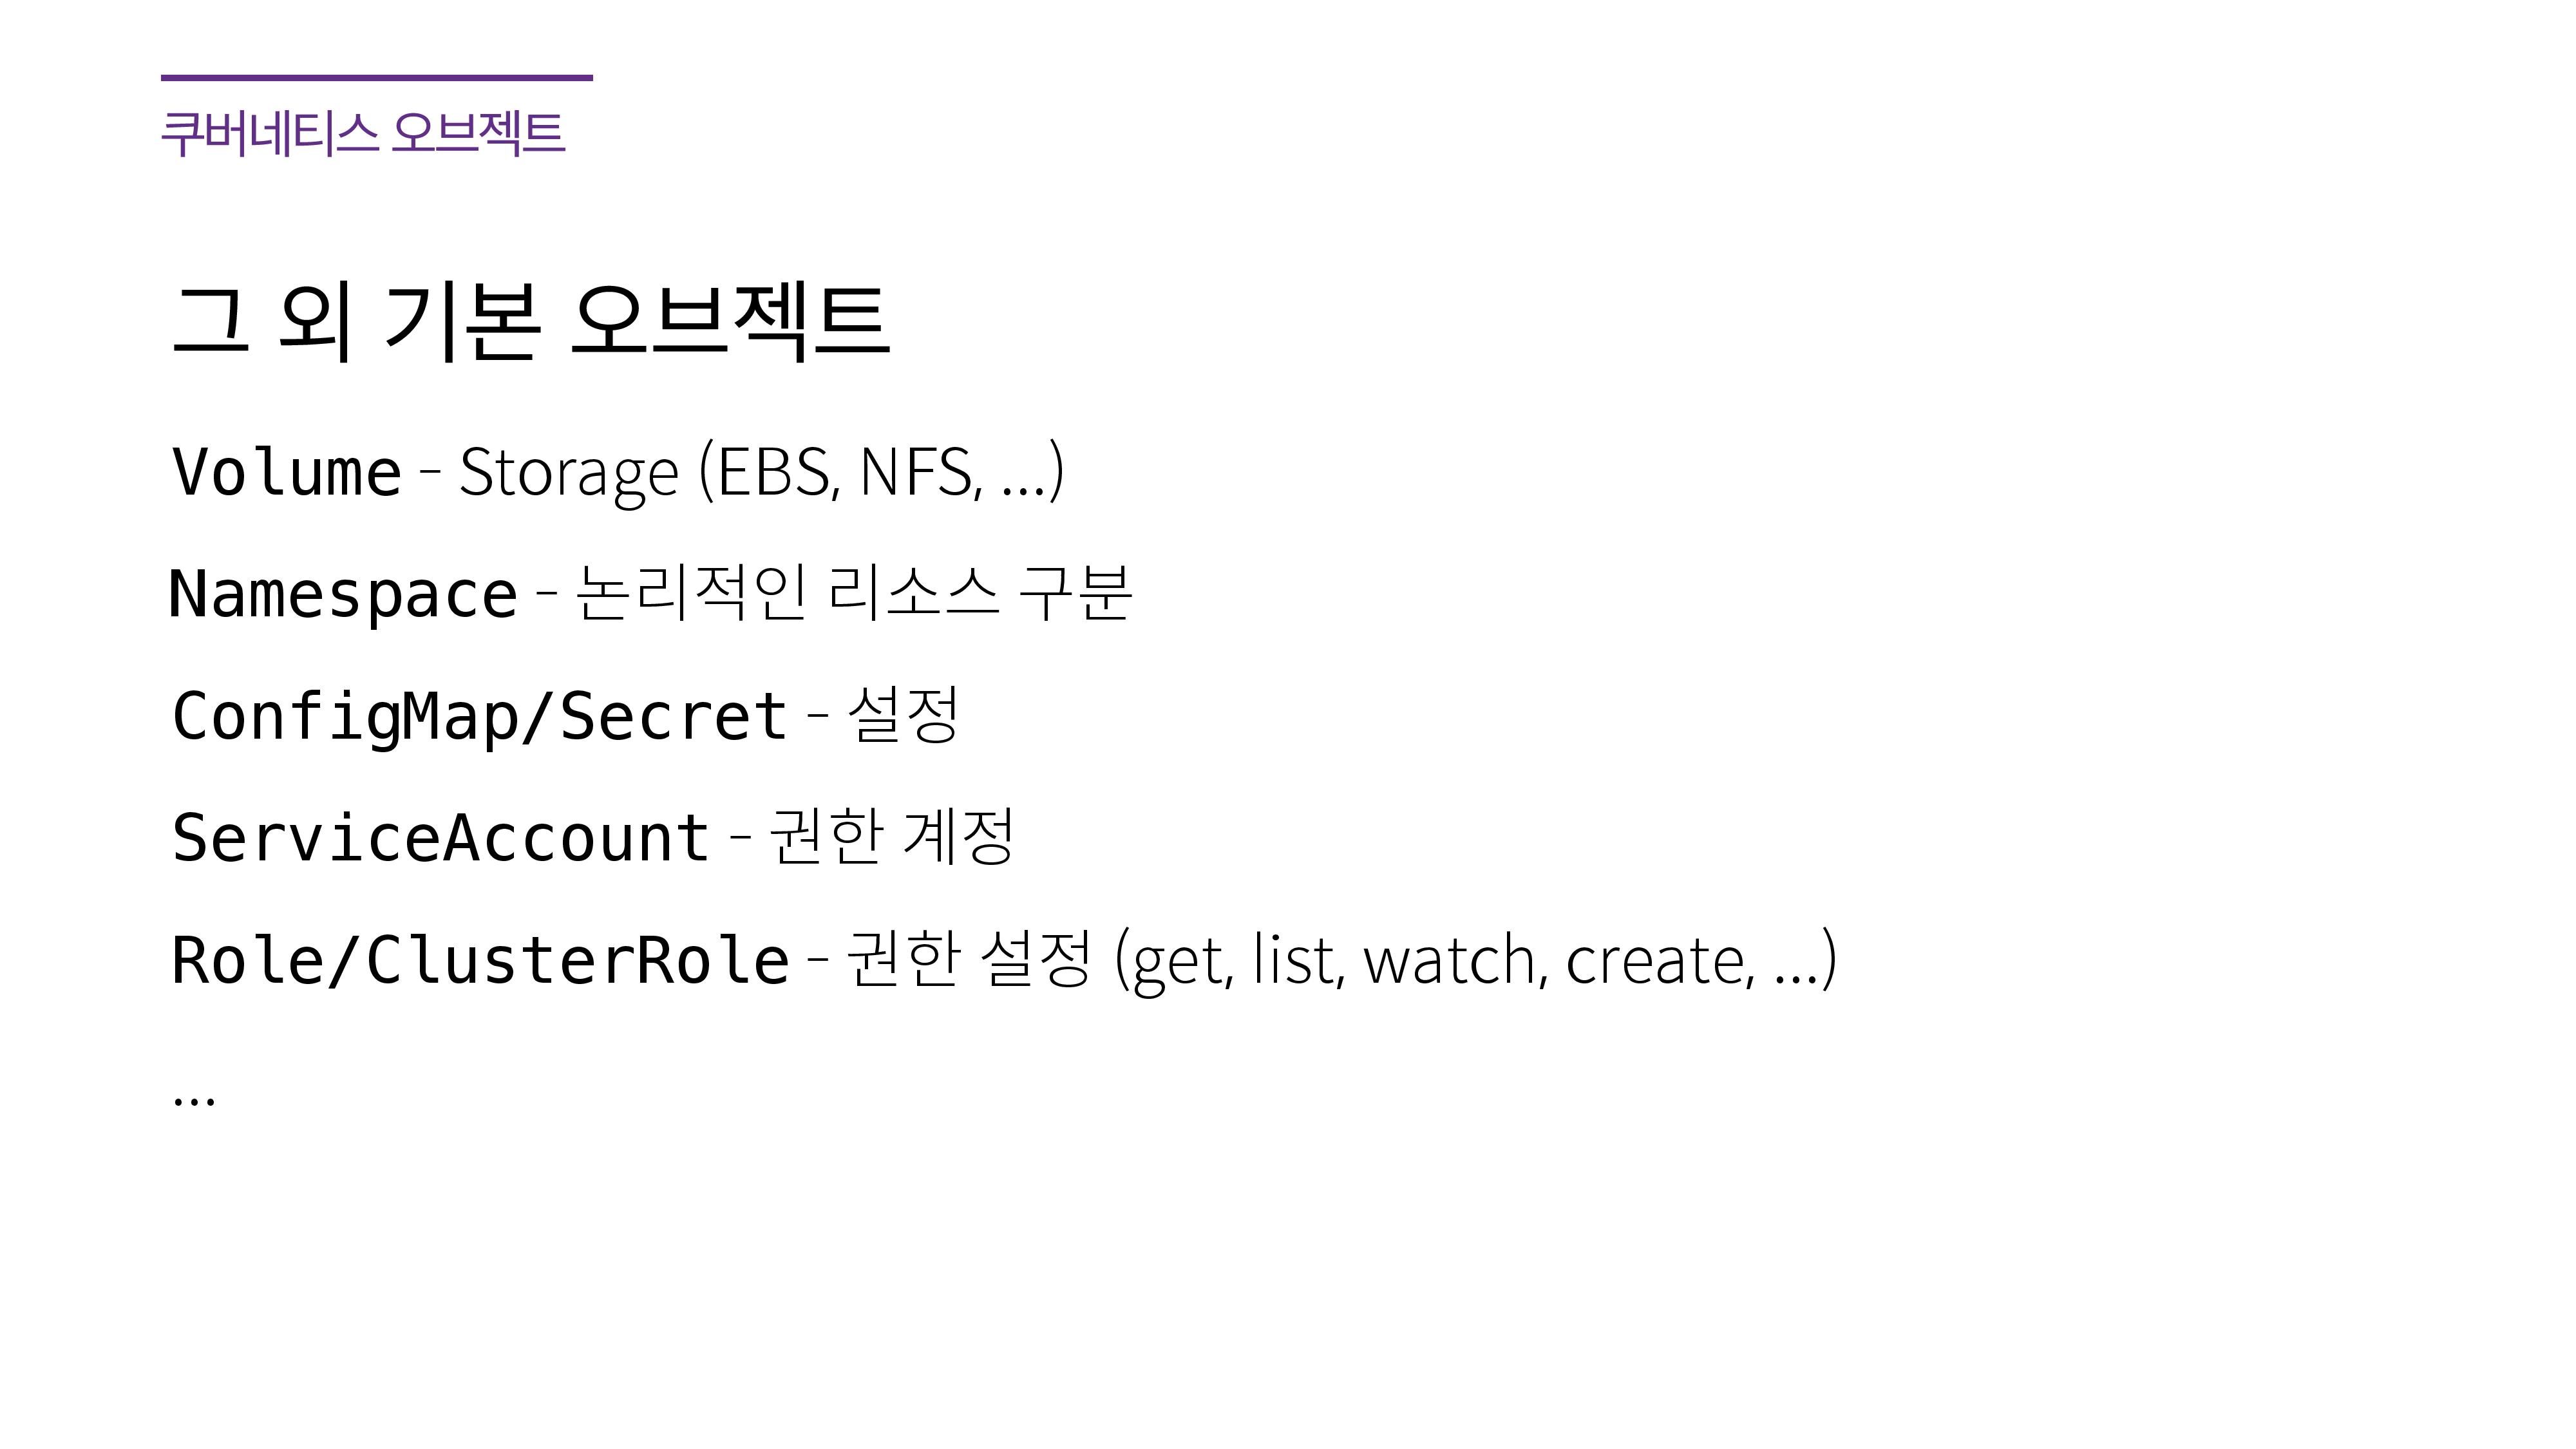 쿠버네티스 오브젝트
그 외 기본 오브젝트
Volume - Storage (EBS, NFS, ...)
Namespace - 논리적인 리소스 구분
ConfigMap/Secret - 설정
ServiceAccount - 권한 계정
Role/ClusterRole - 권한 설정 (get, list, watch, create, ...)
...